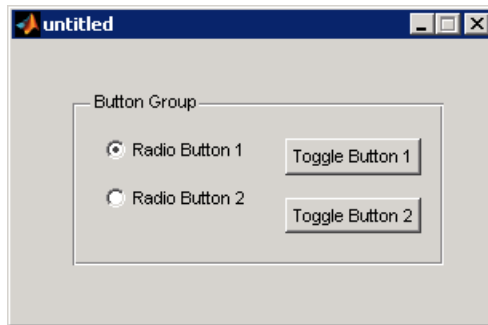 untitled
Button Group
Radio Button 1
Toggle Button 1
Radio Button 2
Toggle Button 2